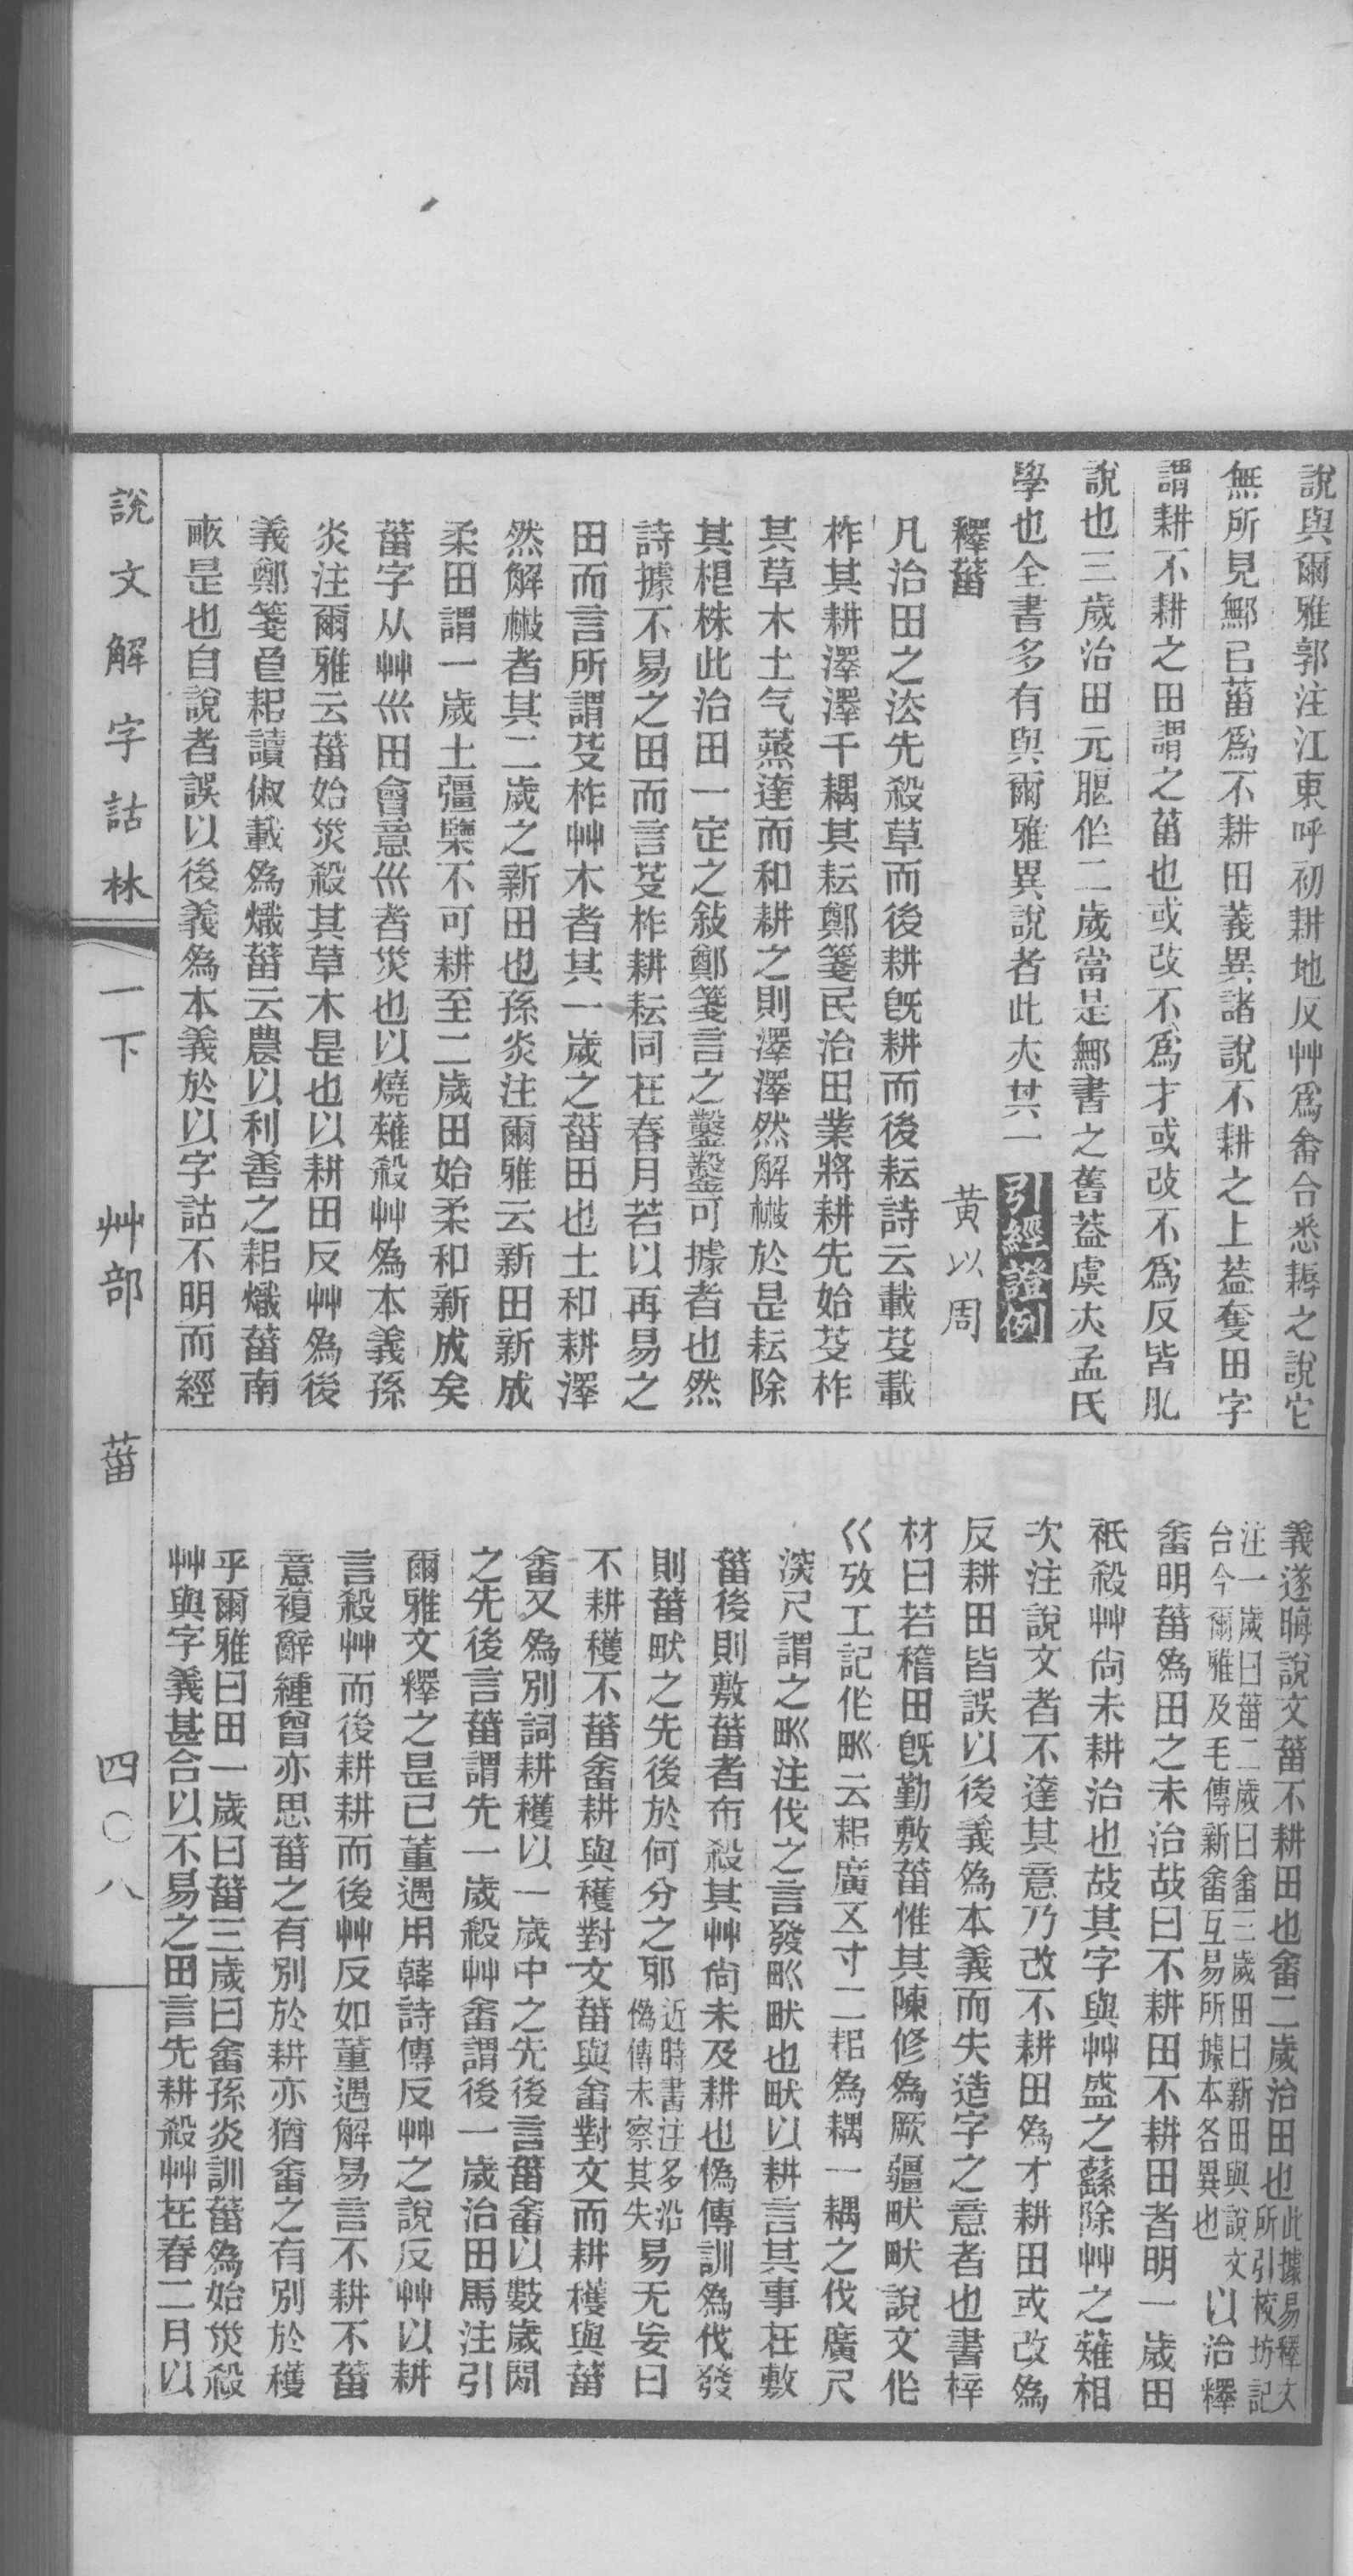 說與爾雅郭注江東呼初耕地反艸爲畬合悉耨之說它
無所見鄦㠯菑爲不耕田義異諸說不耕之上葢奪田字
謂耕不耕之田謂之菑也或改不爲才或改不爲反皆肊
說也三歲治田元駆作二歲當是鄦書之舊葢虞夶孟氏
學也全書多有與爾雅異說者此夶其一 引經證例
釋菑 黃以周
凡治田之法先殺草而後耕旣耕而後耘詩云載芟載
柞其耕澤澤千耦其耘鄭箋民治田業將耕先始芟柞
其草木土气蒸達而和耕之則澤澤然解㪔於是耘除
其根株此治田一定之敍鄭箋言之鑿鑿可據者也然
詩據不易之田而言芟柞耕耘同在春月若以再易之
田而言所謂芟柞艸木者其一歲之菑田也土和耕澤
然解㪔者其二歲之新田也孫炎注爾雅云新田新成
柔田謂一歲土彊㯺不可耕至二歲田始柔和新成矣
菑字从艸巛田會意巛者災也以燒薙殺艸爲本義孫
炎注爾雅云菑始災殺其草木是也以耕田反艸爲後
義鄭箋㠯耜讀俶載爲熾菑云農以利善之耜熾菑南
畝是也自說者誤以後義爲本義於以字詁不明而經
義遂晦說文菑不耕田也畬二歲治田也此據易釋文所引校坊記
注一歲曰菑二歲曰畬三歲田曰新田與說文台今爾雅及毛傳新畬互易所據本各異也以治釋
畬明菑爲田之未治故曰不耕田不耕田者明一歲田
祇殺艸尚未耕治也故其字與艸盛之蘇除艸之薙相
次注說文者不達其意乃改不耕田爲才耕田或改爲
反耕田皆誤以後義爲本義而失造字之意者也書梓
材曰若稽田旣勤敷菑惟其陳修爲厥疆畎畎說文作
巜攷工記作𤰝云耜廣五寸二耜爲耦一耦之伐廣尺
深尺謂之𤰝注伐之言發𤰝畎也畎以耕言其事在敷
菑後則敷菑者布殺其艸尚未及耕也僞傳訓爲伐發
則菑畎之先後於何分之邪近時書注多沿僞傳未察其失易无妄曰
不耕穫不菑畬耕與穫對文菑與畬對文而耕穫與菑
畬又爲別詞耕穫以一歲中之先後言菑畬以數歲閒
之先後言菑謂先一歲殺艸畬謂後一歲治田馬注引
爾雅文釋之是已董遇用韓詩傳反艸之說反艸以耕
言殺艸而後耕耕而後艸反如董遇解易言不耕不菑
意複辭緟曾亦思菑之有別於耕亦猶畬之有別於穫
乎爾雅曰田一歲曰菑三歲曰畬孫炎訓菑爲始災殺
艸與字義甚合以不易之田言先耕殺艸在春二月以
說文解字詁林 一下 艸部 菑 四〇八